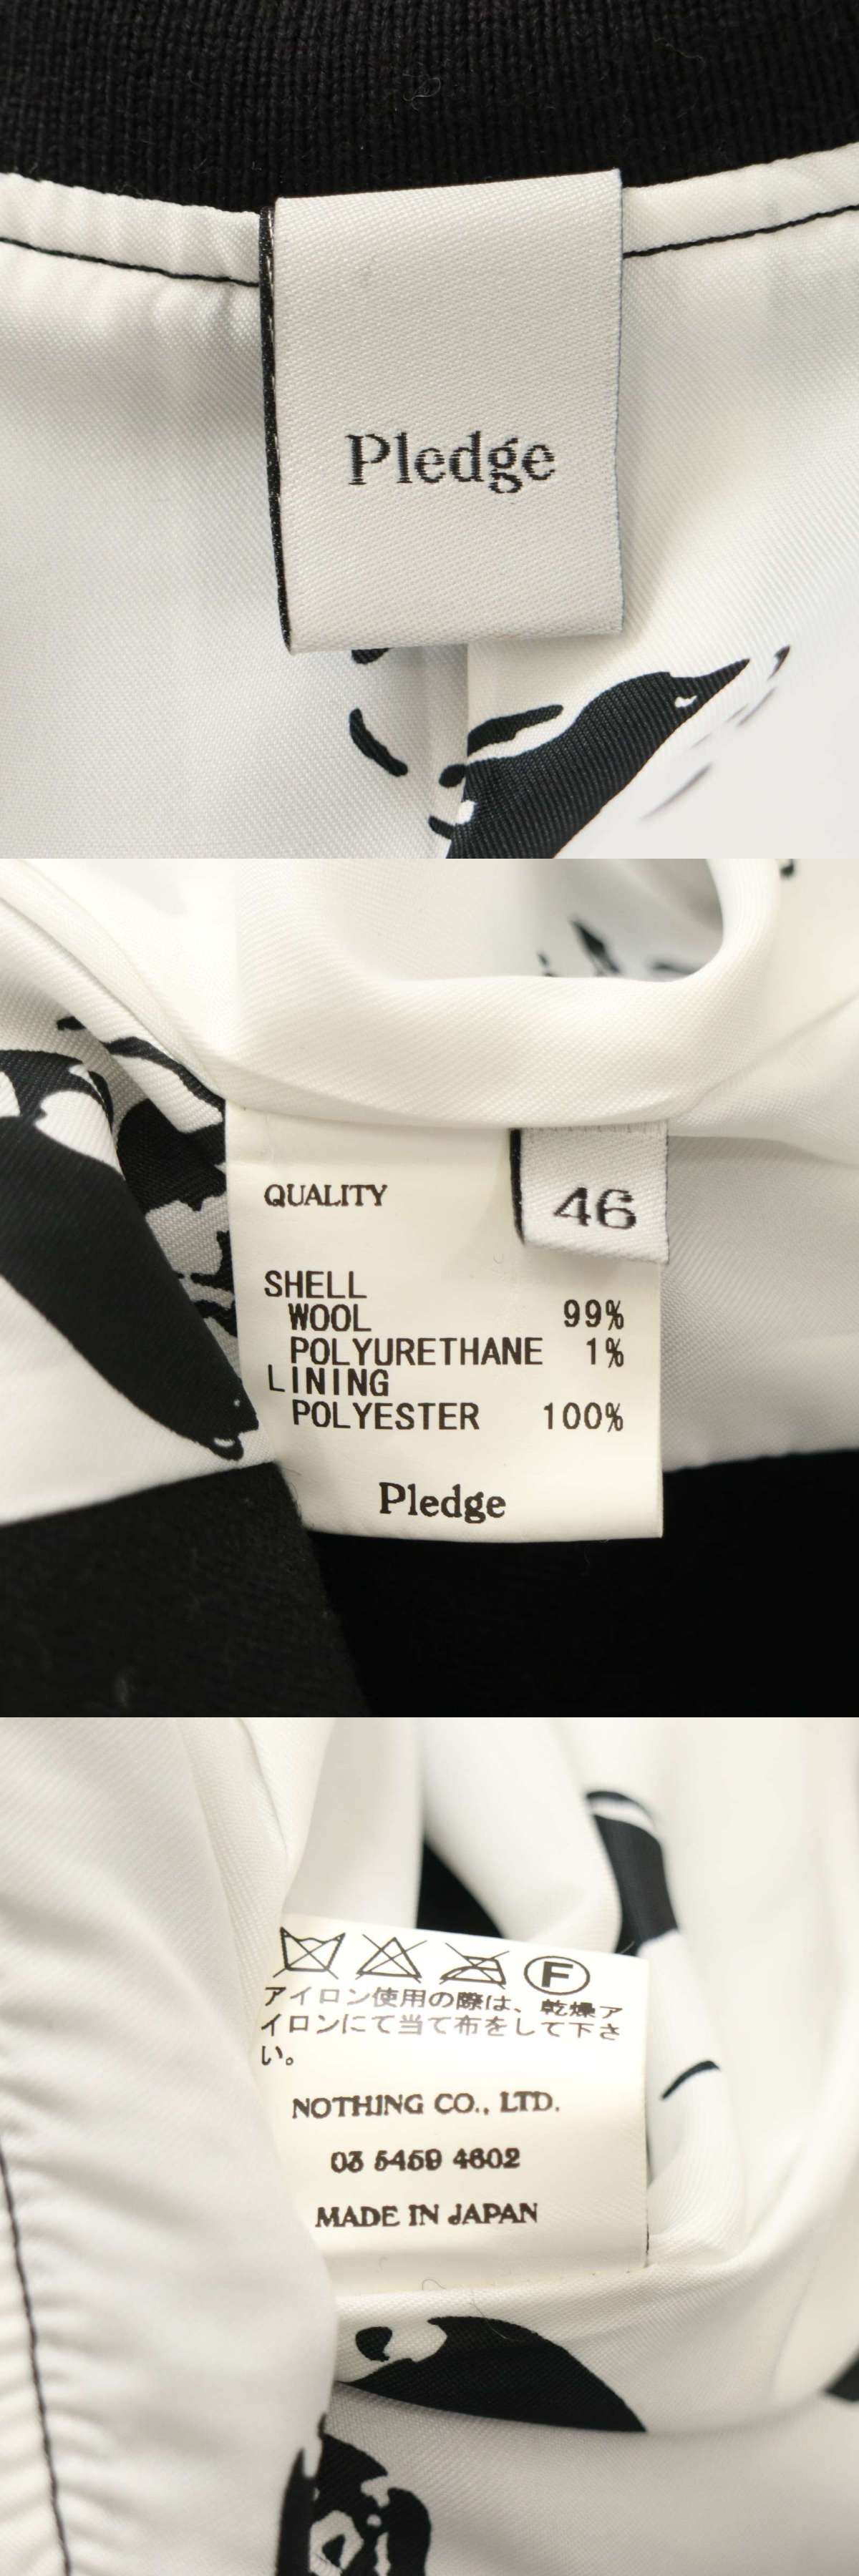 Pledge
QUALITY
46
SHELL
WOOL 99%
POLYURETHANE 1%
LINING
POLYESTER 100%
Pledge
F
アイロン使用の際は、乾燥ア
イロンにて当て布をして下さ
い。
NOTHING CO., LTD.
03 5459 4602
MADE IN JAPAN